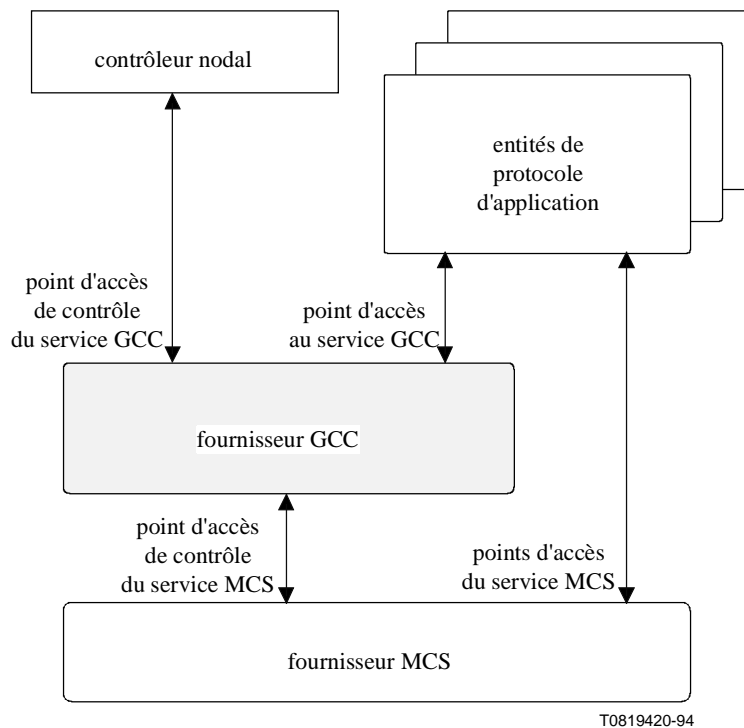 contrôleur nodal
entités de
protocole
d'application
point d'accès
de contrôle
du service GCC
point d'accès
au service GCC
fournisseur GCC
point d'accès
de contrôle
du service MCS
points d'accès
du service MCS
fournisseur MCS
T0819420-94